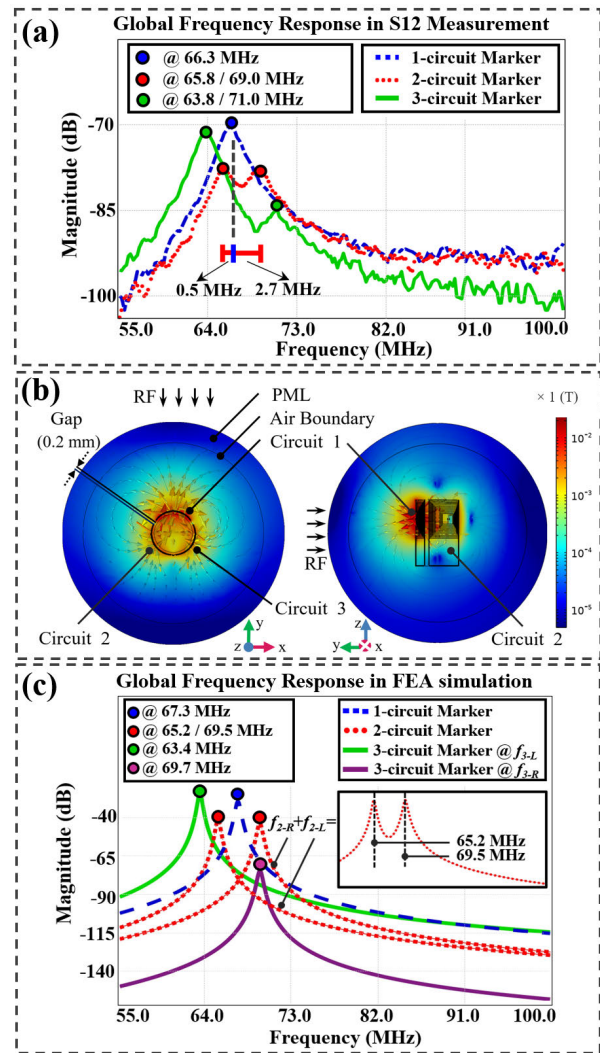 Global Frequency Response in S12 Measurement
(a)
@ 66.3 MHz
@ 65.8 / 69.0 MHz
@ 63.8 / 71.0 MHz
1-circuit Marker
2-circuit Marker
3-circuit Marker
Magnitude (dB)
-70
-85
-100
0.5 MHz
2.7 MHz
55.0 64.0 73.0 82.0 91.0 100.0
Frequency (MHz)
(b)
RF
PML
Air Boundary
Circuit 1
Gap
(0.2 mm)
× 1 (T)
10⁻²
10⁻³
10⁻⁴
10⁻⁵
RF
Circuit 2
Circuit 3
Circuit 2
y
z
x
z
y
x
Global Frequency Response in FEA simulation
(c)
@ 67.3 MHz
@ 65.2 / 69.5 MHz
@ 63.4 MHz
@ 69.7 MHz
1-circuit Marker
2-circuit Marker
3-circuit Marker @ f3-L
3-circuit Marker @ f3-R
Magnitude (dB)
-40
-65
-90
-115
-140
f2-R+f2-L=
65.2 MHz
69.5 MHz
55.0 64.0 73.0 82.0 91.0 100.0
Frequency (MHz)